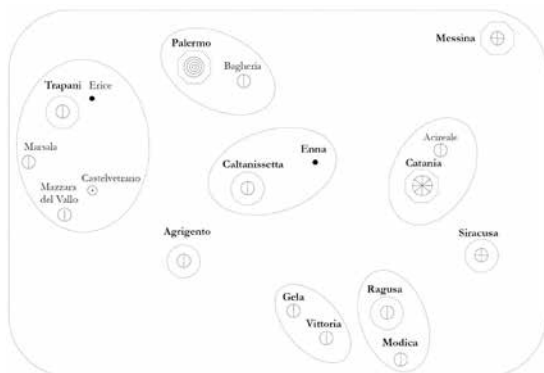 Messina
Palermo
Bagheria
Trapani
Erice
Marsala
Castelvetrano
Mazzara
del Vallo
Caltanissetta
Enna
Acireale
Catania
Agrigento
Siracusa
Gela
Vittoria
Ragusa
Modica